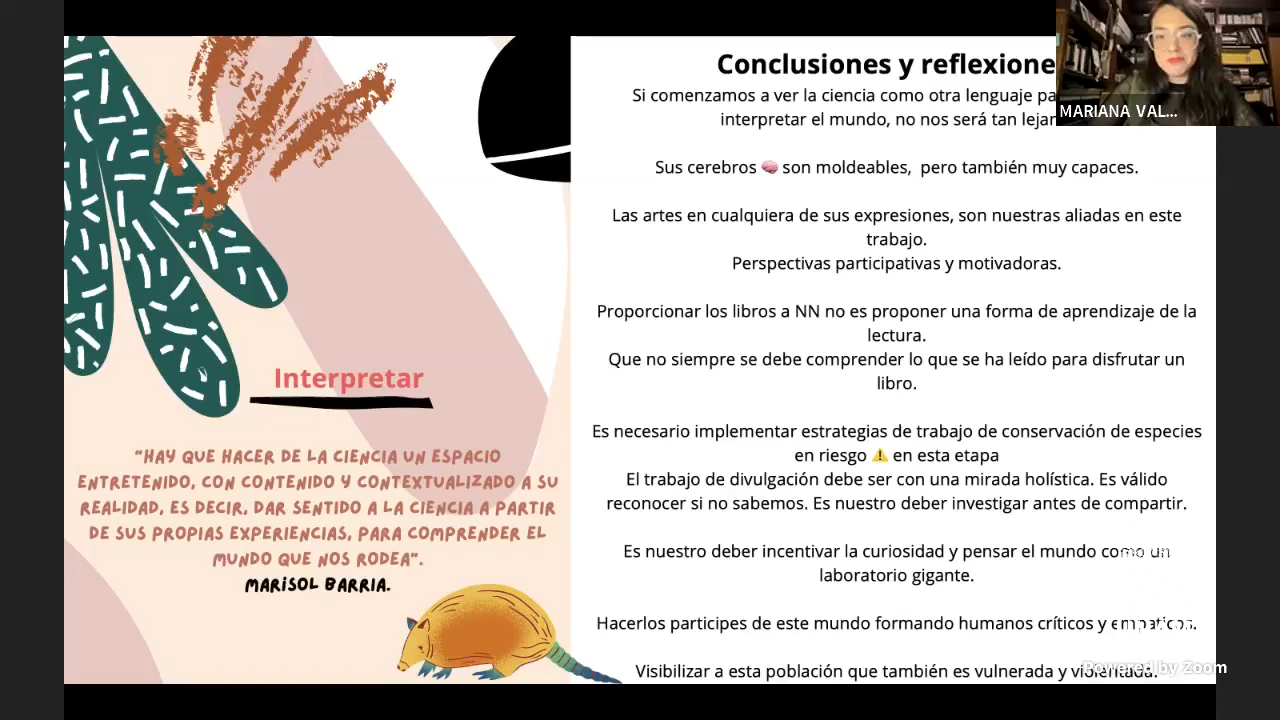 Interpretar
"HAY QUE HACER DE LA CIENCIA UN ESPACIO
ENTRETENIDO, CON CONTENIDO Y CONTEXTUALIZADO A SU
REALIDAD, ES DECIR, DAR SENTIDO A LA CIENCIA A PARTIR
DE SUS PROPIAS EXPERIENCIAS, PARA COMPRENDER EL
MUNDO QUE NOS RODEA".
MARISOL BARRIA.
Conclusiones y reflexione
Si comenzamos a ver la ciencia como otra lenguaje
interpretar el mundo, no nos será tan
Sus cerebros 🧠 son moldeables, pero también muy capaces.
Las artes en cualquiera de sus expresiones, son nuestras aliadas en este
trabajo.
Perspectivas participativas y motivadoras.
Proporcionar los libros a NN no es proponer una forma de aprendizaje de la
lectura.
Que no siempre se debe comprender lo que se ha leído para disfrutar un
libro.
Es necesario implementar estrategias de trabajo de conservación de especies
en riesgo ⚠️ en esta etapa
El trabajo de divulgación debe ser con una mirada holística. Es válido
reconocer si no sabemos. Es nuestro deber investigar antes de compartir.
Es nuestro deber incentivar la curiosidad y pensar el mundo como un
laboratorio gigante.
Hacerlos participes de este mundo formando humanos críticos y
Visibilizar a esta población que también es vulnerada y violentada.
MARIANA VAL...
Powered by Zoom